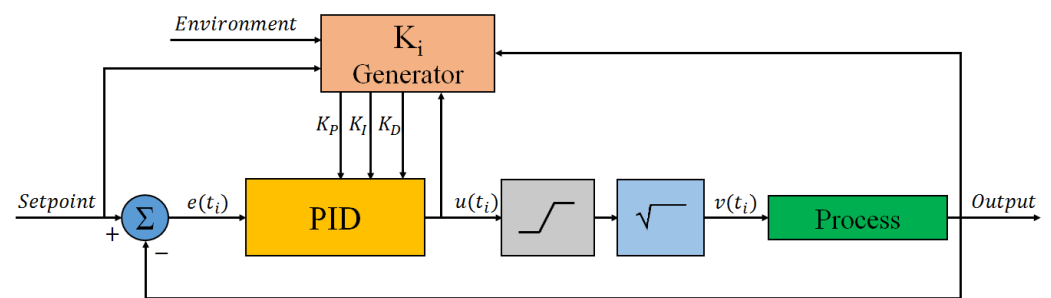 Environment
K_i
Generator
K_P K_I K_D
Setpoint
+
−
Σ
e(t_i)
PID
u(t_i)
√
v(t_i)
Process
Output